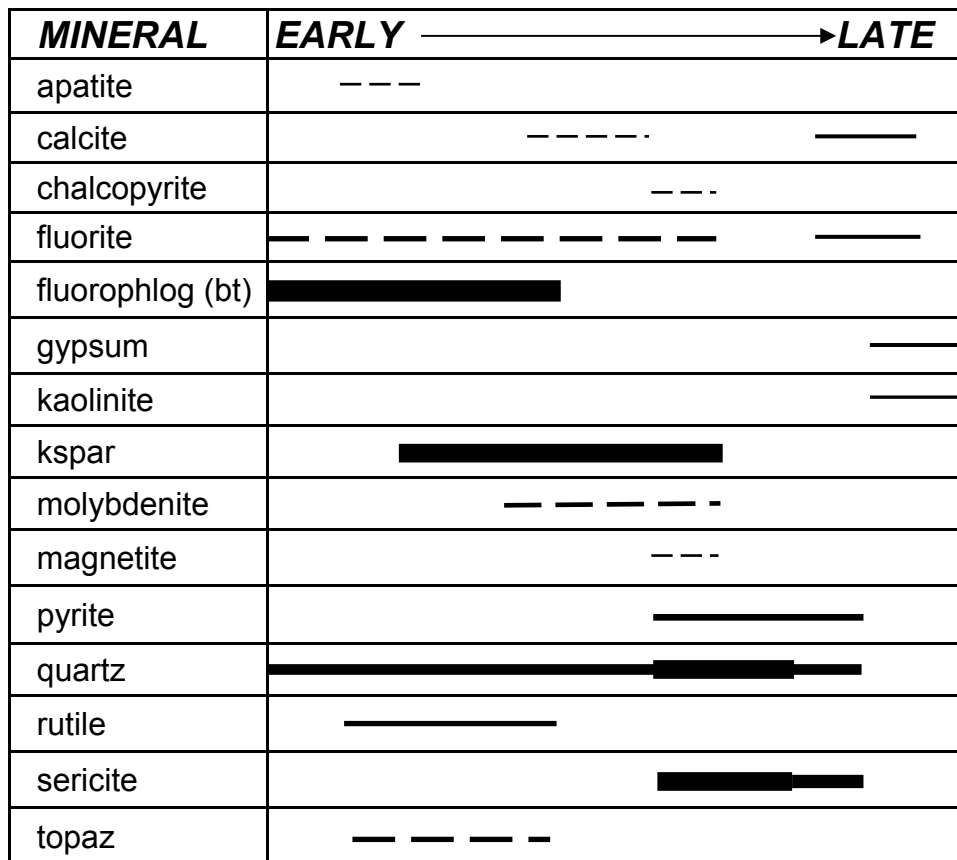 MINERAL EARLY LATE
apatite
calcite
chalcopyrite
fluorite
fluorophlog (bt)
gypsum
kaolinite
kspar
molybdenite
magnetite
pyrite
quartz
rutile
sericite
topaz